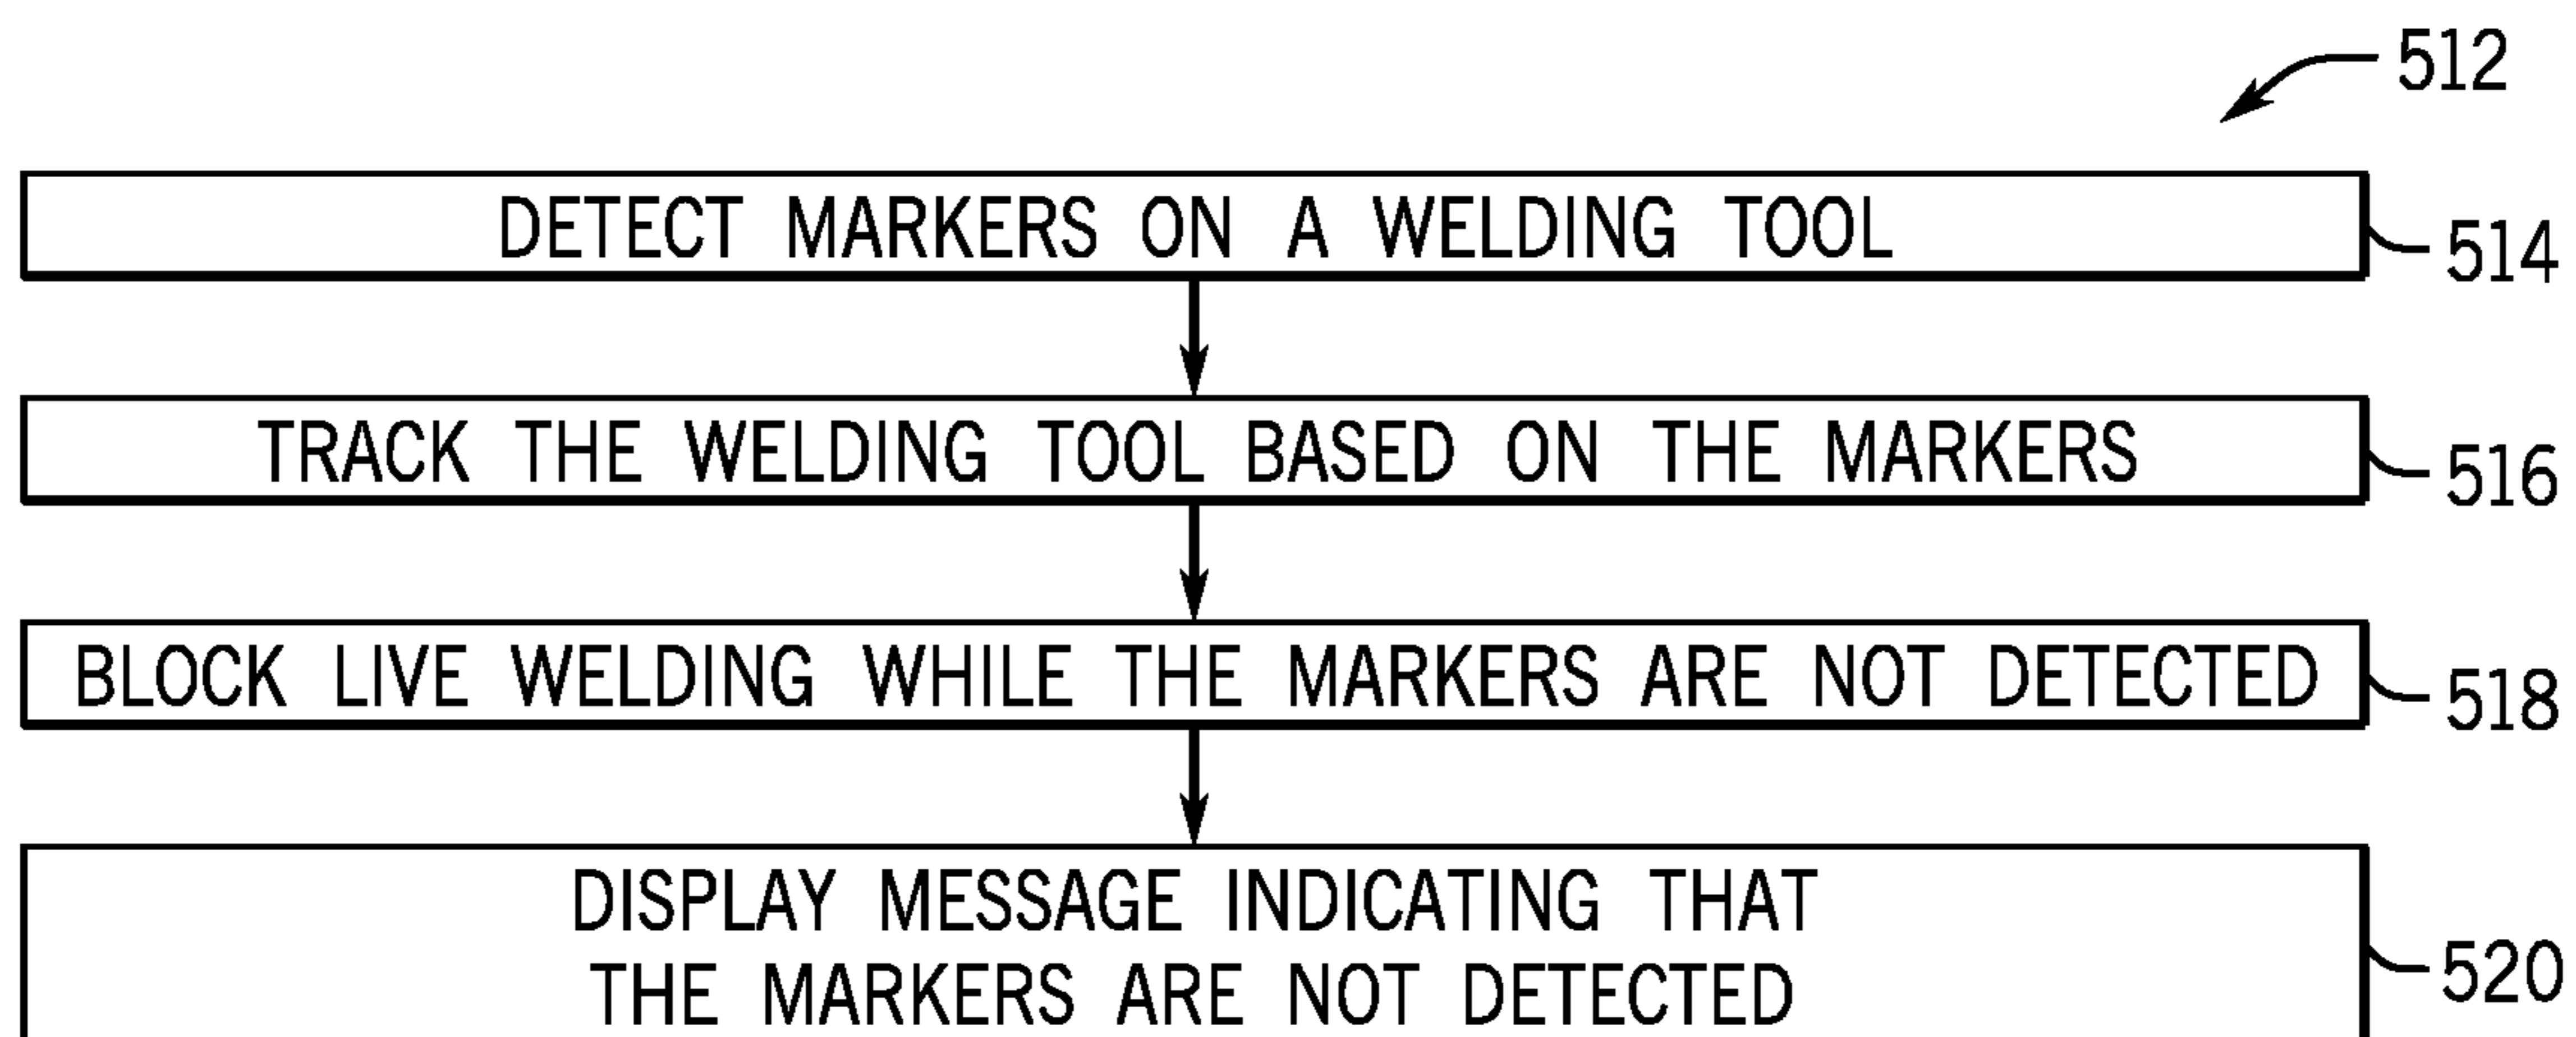 512
DETECT MARKERS ON A WELDING TOOL
514
TRACK THE WELDING TOOL BASED ON THE MARKERS
516
BLOCK LIVE WELDING WHILE THE MARKERS ARE NOT DETECTED
518
DISPLAY MESSAGE INDICATING THAT
THE MARKERS ARE NOT DETECTED
520